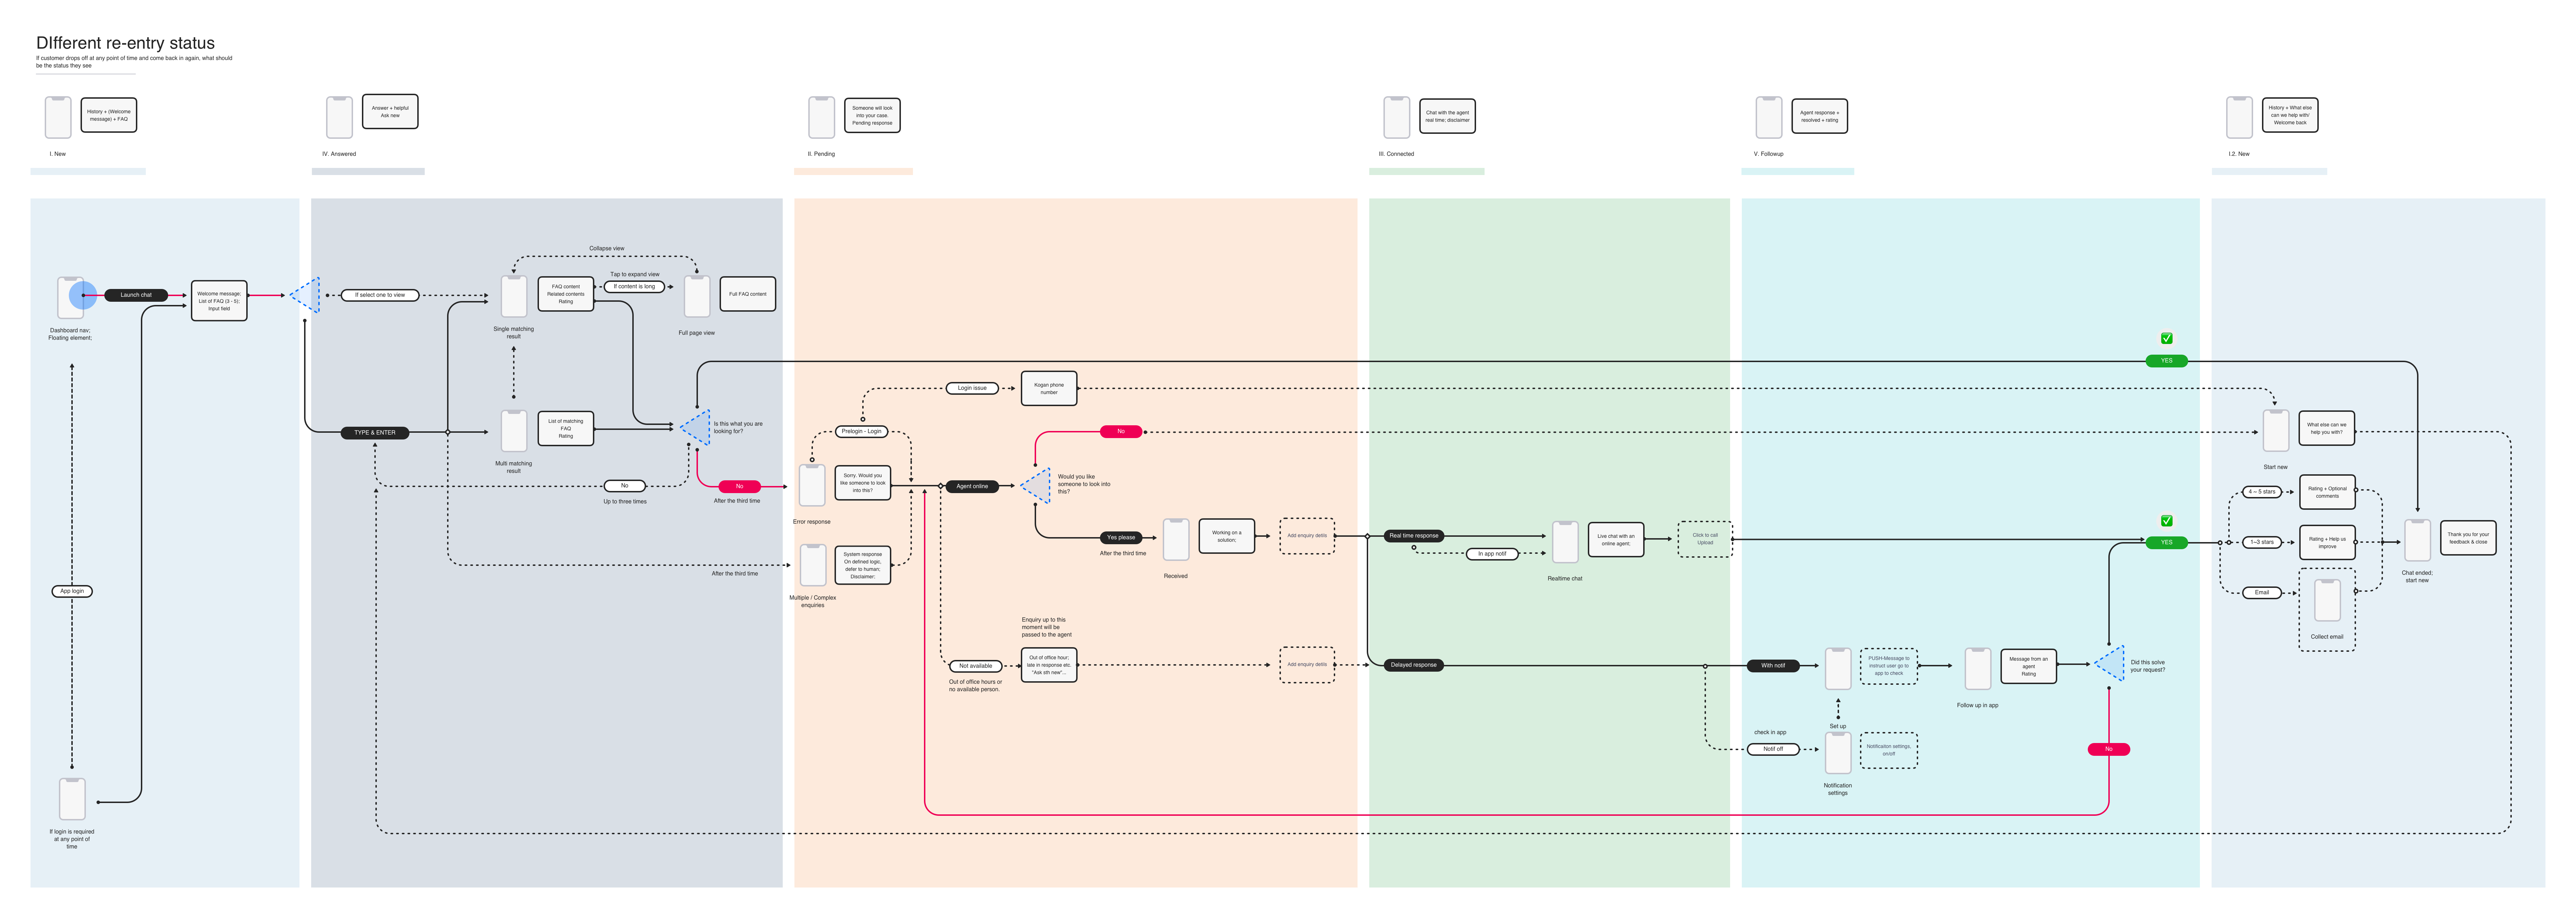 DIfferent re-entry status
If customer drops off at any point of time and come back in again, what should
be the status they see
History + (Welcome
message) + FAQ
I. New
Answer + helpful
Ask new
IV. Answered
Someone will look
into your case.
Pending response
II. Pending
Chat with the agent
real time; disclaimer
III. Connected
Agent response +
resolved + rating
V. Followup
History + What else
can we help with/
Welcome back
I.2. New
Dashboard nav;
Floating element;
Launch chat
Welcome message;
List of FAQ (3 - 5);
Input field
App login
If login is required
at any point of
time
If select one to view
TYPE & ENTER
Collapse view
Single matching
result
FAQ content
Related contents
Rating
Tap to expand view
If content is long
Full page view
Full FAQ content
Multi matching
result
List of matching
FAQ
Rating
Is this what you are
looking for?
No
Up to three times
No
After the third time
After the third time
Login issue
Kogan phone
number
Prelogin - Login
Sorry. Would you
like someone to look
into this?
Error response
System response
On defined logic,
defer to human;
Disclaimer;
Multiple / Complex
enquiries
Agent online
Would you like
someone to look into
this?
No
Yes please
After the third time
Received
Working on a
solution;
Add enquiry detils
Enquiry up to this
moment will be
passed to the agent
Not available
Out of office hours or
no available person.
Out of office hour;
late in response etc.
"Ask sth new"...
Add enquiry detils
Real time response
In app notif
Realtime chat
Live chat with an
online agent;
Click to call
Upload
Delayed response
With notif
PUSH-Message to
instruct user go to
app to check
Set up
check in app
Notif off
Notification settings,
on/off
Notification
settings
Follow up in app
Message from an
agent
Rating
Did this solve
your request?
No
✅
YES
✅
YES
What else can we
help you with?
Start new
4 ~ 5 stars
Rating + Optional
comments
1~3 stars
Rating + Help us
improve
Email
Collect email
Chat ended;
start new
Thank you for your
feedback & close